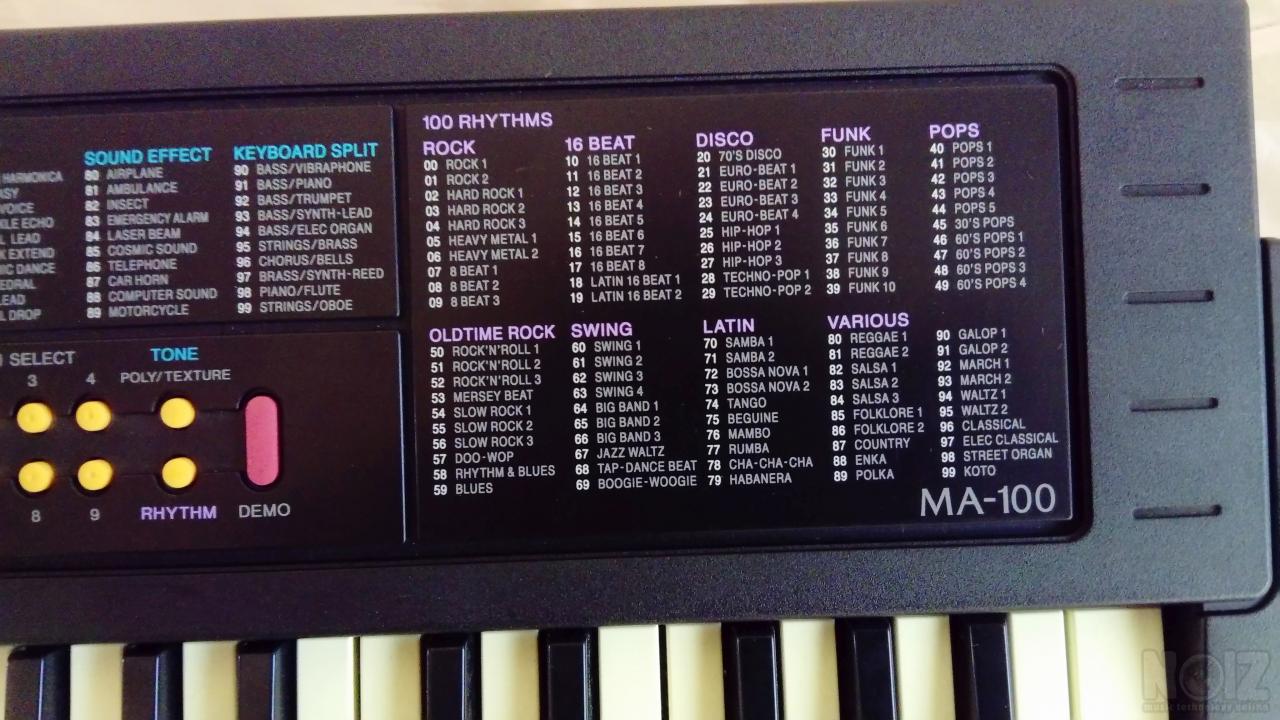 HARMONICA
VOICE
ECHO
LEAD
EXTEND
DANCE
LEAD
DROP
SOUND EFFECT
80 AIRPLANE
81 AMBULANCE
82 INSECT
83 EMERGENCY ALARM
84 LASER BEAM
85 COSMIC SOUND
86 TELEPHONE
87 CAR HORN
88 COMPUTER SOUND
89 MOTORCYCLE
KEYBOARD SPLIT
90 BASS/VIBRAPHONE
91 BASS/PIANO
92 BASS/TRUMPET
93 BASS/SYNTH-LEAD
94 BASS/ELEC ORGAN
95 STRINGS/BRASS
96 CHORUS/BELLS
97 BRASS/SYNTH-REED
98 PIANO/FLUTE
99 STRINGS/OBOE
SELECT
3 4
TONE
POLY/TEXTURE
8 9
RHYTHM DEMO
100 RHYTHMS
ROCK
00 ROCK 1
01 ROCK 2
02 HARD ROCK 1
03 HARD ROCK 2
04 HARD ROCK 3
05 HEAVY METAL 1
06 HEAVY METAL 2
07 8 BEAT 1
08 8 BEAT 2
09 8 BEAT 3
16 BEAT
10 16 BEAT 1
11 16 BEAT 2
12 16 BEAT 3
13 16 BEAT 4
14 16 BEAT 5
15 16 BEAT 6
16 16 BEAT 7
17 16 BEAT 8
18 LATIN 16 BEAT 1
19 LATIN 16 BEAT 2
DISCO
20 70'S DISCO
21 EURO-BEAT 1
22 EURO-BEAT 2
23 EURO-BEAT 3
24 EURO-BEAT 4
25 HIP-HOP 1
26 HIP-HOP 2
27 HIP-HOP 3
28 TECHNO-POP 1
29 TECHNO-POP 2
FUNK
30 FUNK 1
31 FUNK 2
32 FUNK 3
33 FUNK 4
34 FUNK 5
35 FUNK 6
36 FUNK 7
37 FUNK 8
38 FUNK 9
39 FUNK 10
POPS
40 POPS 1
41 POPS 2
42 POPS 3
43 POPS 4
44 POPS 5
45 30'S POPS
46 60'S POPS 1
47 60'S POPS 2
48 60'S POPS 3
49 60'S POPS 4
OLDTIME ROCK
50 ROCK'N'ROLL 1
51 ROCK'N'ROLL 2
52 ROCK'N'ROLL 3
53 MERSEY BEAT
54 SLOW ROCK 1
55 SLOW ROCK 2
56 SLOW ROCK 3
57 DOO-WOP
58 RHYTHM & BLUES
59 BLUES
SWING
60 SWING 1
61 SWING 2
62 SWING 3
63 SWING 4
64 BIG BAND 1
65 BIG BAND 2
66 BIG BAND 3
67 JAZZ WALTZ
68 TAP-DANCE BEAT
69 BOOGIE-WOOGIE
LATIN
70 SAMBA 1
71 SAMBA 2
72 BOSSA NOVA 1
73 BOSSA NOVA 2
74 TANGO
75 BEGUINE
76 MAMBO
77 RUMBA
78 CHA-CHA-CHA
79 HABANERA
VARIOUS
80 REGGAE 1
81 REGGAE 2
82 SALSA 1
83 SALSA 2
84 SALSA 3
85 FOLKLORE 1
86 FOLKLORE 2
87 COUNTRY
88 ENKA
89 POLKA
90 GALOP 1
91 GALOP 2
92 MARCH 1
93 MARCH 2
94 WALTZ 1
95 WALTZ 2
96 CLASSICAL
97 ELEC CLASSICAL
98 STREET ORGAN
99 KOTO
MA-100
NOIZ
music technology online